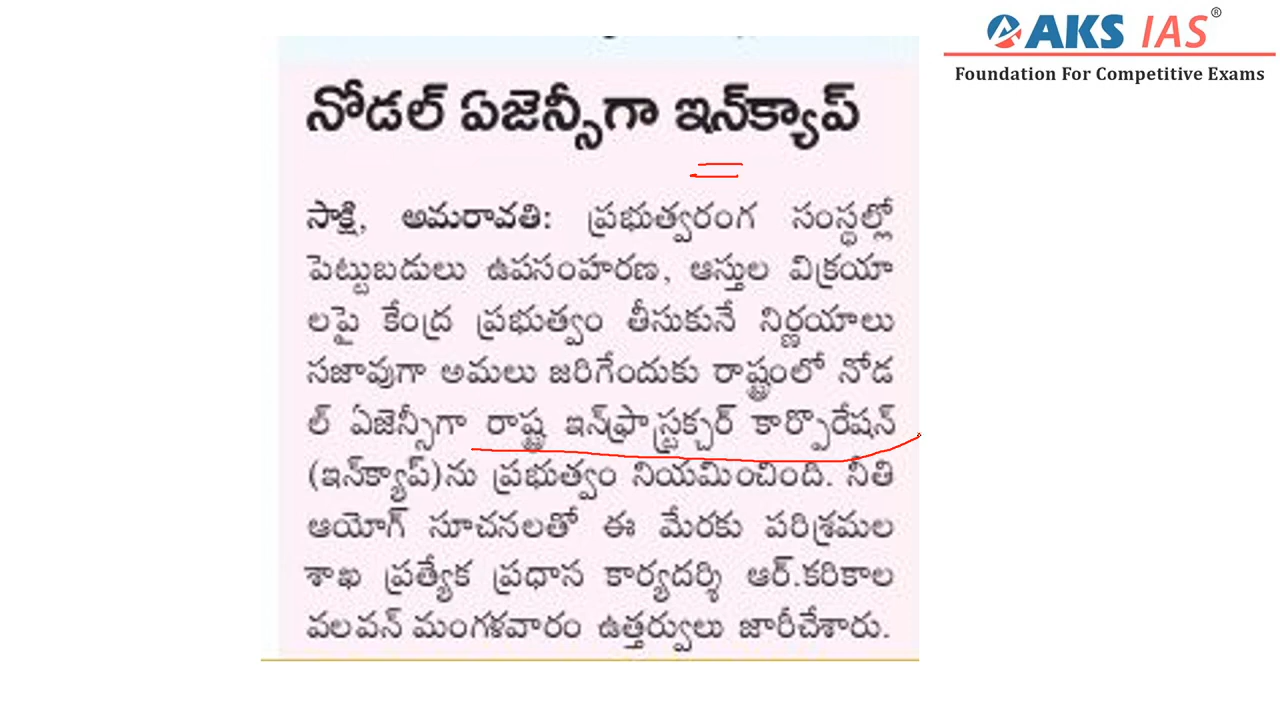 AKS IAS®
Foundation For Competitive Exams
నోడల్ ఏజెన్సీగా ఇన్‌క్యాప్
సాక్షి, అమరావతి: ప్రభుత్వరంగ సంస్థల్లో
పెట్టుబడులు ఉపసంహరణ, ఆస్తుల విక్రయా
లపై కేంద్ర ప్రభుత్వం తీసుకునే నిర్ణయాలు
సజావుగా అమలు జరిగేందుకు రాష్ట్రంలో నోడ
ల్ ఏజెన్సీగా రాష్ట్ర ఇన్‌ఫ్రాస్ట్రక్చర్ కార్పొరేషన్
(ఇన్‌క్యాప్)ను ప్రభుత్వం నియమించింది. నీతి
ఆయోగ్ సూచనలతో ఈ మేరకు పరిశ్రమల
శాఖ ప్రత్యేక ప్రధాన కార్యదర్శి ఆర్.కరికాల
వలవన్ మంగళవారం ఉత్తర్వులు జారీచేశారు.